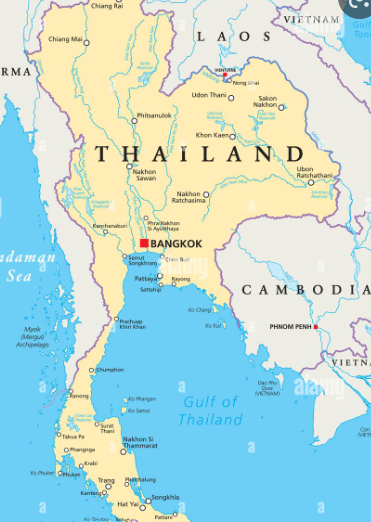 Chiang Rai
VIETNAM
Chiang Mai
LAOS
RMA
VIENTIANE
Nong Khai
Udon Thani
Sakon
Nakhon
Phitsanulok
Khon Kaen
THAILAND
Nakhon
Sawan
Ubon
Ratchathani
Nakhon
Ratchasima
Phra Nakhon
Si Ayutthaya
Kanchanaburi
BANGKOK
ndaman
Sea
Samut
Songkhram
Chon Buri
Pattaya
Rayong
Sattahip
CAMBODIA
Ko Chang
Ko Kut
Prachuap
Khiri Khan
PHNOM PENH
Myeik
(Mergui)
Archipelago
VIETN
Chumphon
Dao Phu
Quoc
(VIETNAM)
alamy
Ranong
Ko Phangan
Ko Samui
Gulf of
Thailand
Surat
Thani
Takua Pa
Nakhon Si
Thammarat
Phangnga
Krabi
Ko Phuket
Phuket
Trang
Phatthalung
Kantang
Songkhla
Hat Yai
Pattani
Ko Tarutao